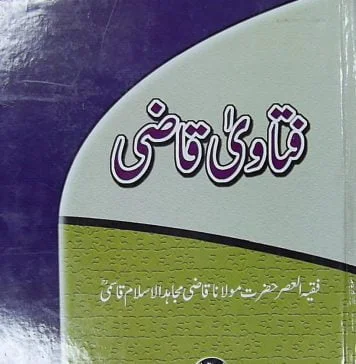 فتاویٰ قاضی
فقیہ العصر حضرت مولانا قاضی مجاہد الاسلام قاسمیؒ